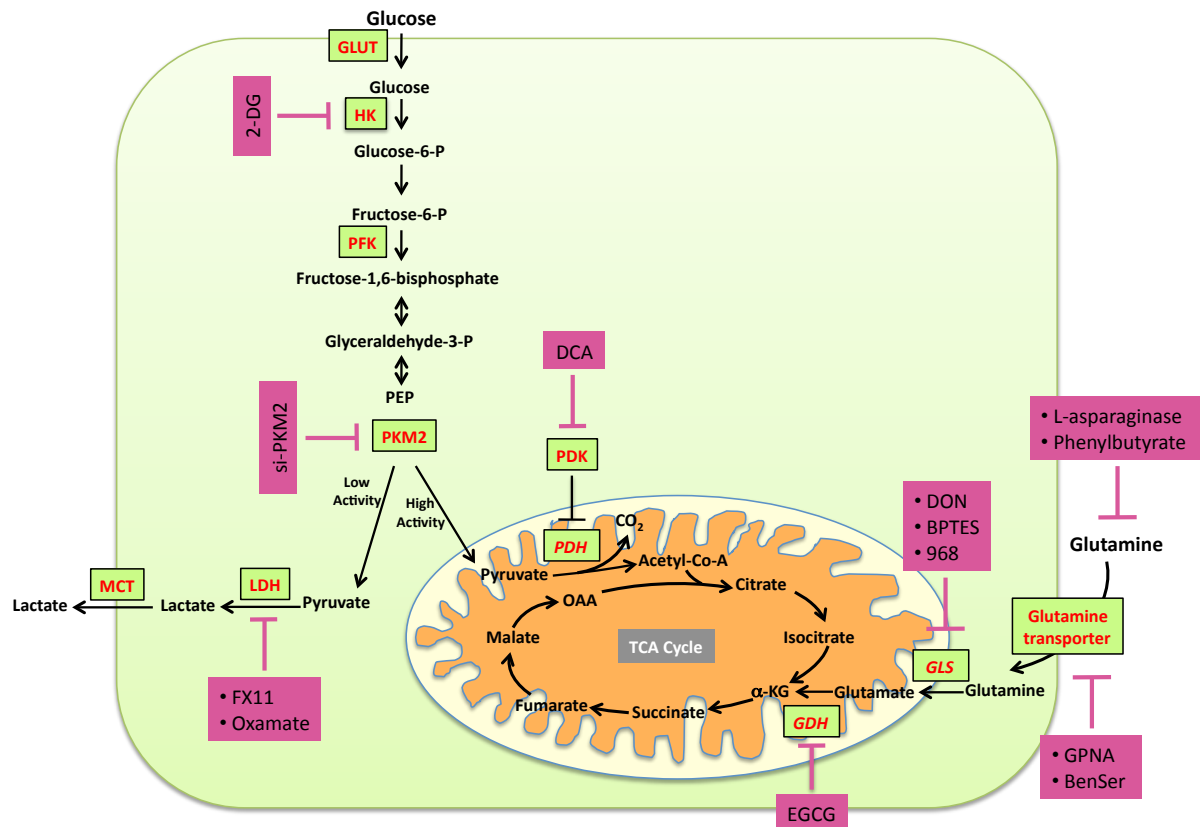 Glucose
GLUT
Glucose
2-DG
HK
Glucose-6-P
Fructose-6-P
PFK
Fructose-1,6-bisphosphate
Glyceraldehyde-3-P
PEP
si-PKM2
PKM2
Low
Activity
High
Activity
DCA
PDK
PDH
CO2
Pyruvate
Acetyl-Co-A
OAA
Citrate
Malate
Isocitrate
TCA Cycle
α-KG
Fumarate
Succinate
Glutamate
GDH
EGCG
MCT
LDH
Lactate
Lactate
Pyruvate
• FX11
• Oxamate
• L-asparaginase
• Phenylbutyrate
• DON
• BPTES
• 968
Glutamine
Glutamine
transporter
GLS
Glutamine
• GPNA
• BenSer